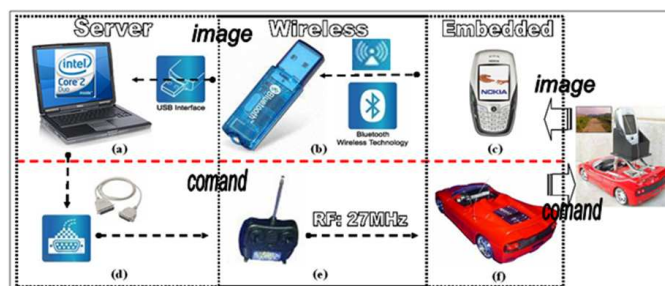 Server
image
Wireless
Embedded
intel
Core 2
Duo
USB Interface
Bluetooth
Bluetooth
Wireless Technology
NOKIA
image
(a)
(b)
(c)
comand
RF: 27MHz
comand
(d)
(e)
(f)